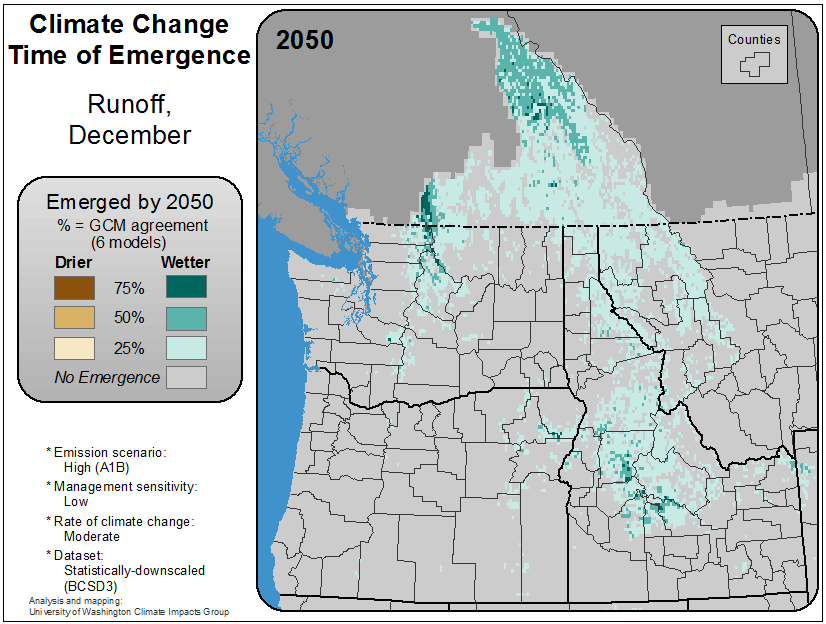 Climate Change
Time of Emergence
Runoff,
December
Emerged by 2050
% = GCM agreement
(6 models)
Drier Wetter
75%
50%
25%
No Emergence
* Emission scenario:
High (A1B)
* Management sensitivity:
Low
* Rate of climate change:
Moderate
* Dataset:
Statistically-downscaled
(BCSD3)
Analysis and mapping:
University of Washington Climate Impacts Group
2050
Counties